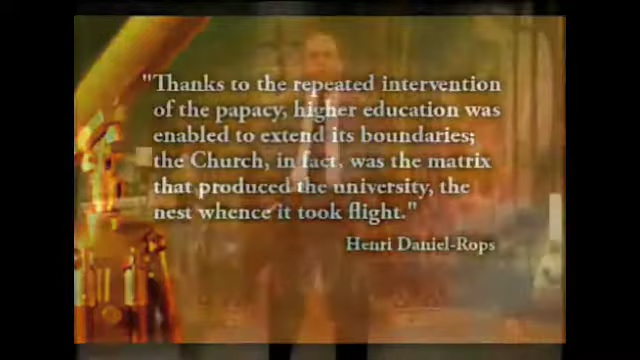 "Thanks to the repeated intervention
of the papacy, higher education was
enabled to extend its boundaries;
the Church, in fact, was the matrix
that produced the university, the
nest whence it took flight."
Henri Daniel-Rops